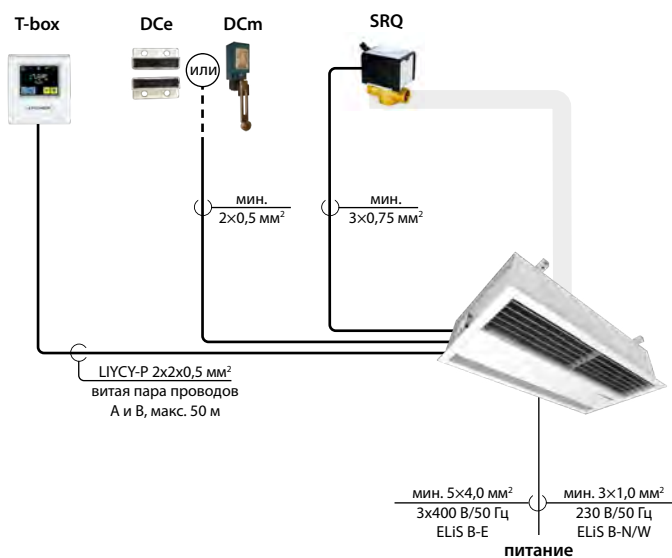 T-box
DCe
DCm
SRQ
или
мин.
2×0,5 мм²
мин.
3×0,75 мм²
LIYCY-P 2x2x0,5 мм²
витая пара проводов
A и B, макс. 50 м
мин. 5×4,0 мм²
3x400 В/50 Гц
ELiS B-E
мин. 3×1,0 мм²
230 В/50 Гц
ELiS B-N/W
питание